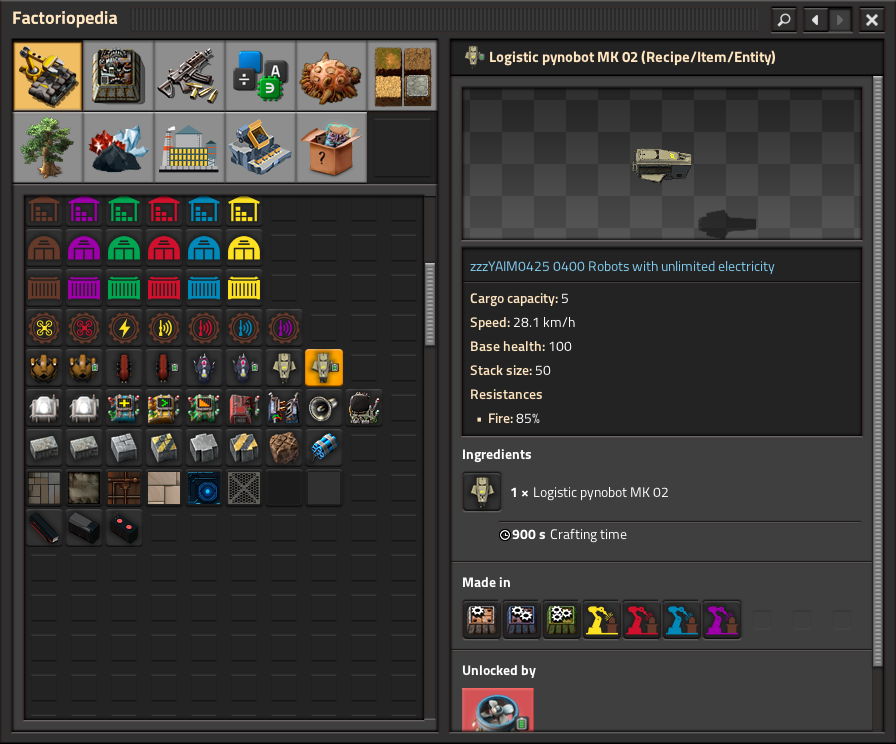 Factoriopedia
Logistic pynobot MK 02 (Recipe/Item/Entity)
A
?
zzzYAIM0425 0400 Robots with unlimited electricity
Cargo capacity: 5
Speed: 28.1 km/h
Base health: 100
Stack size: 50
Resistances
▪ Fire: 85%
Ingredients
1 × Logistic pynobot MK 02
900 s Crafting time
Made in
Unlocked by